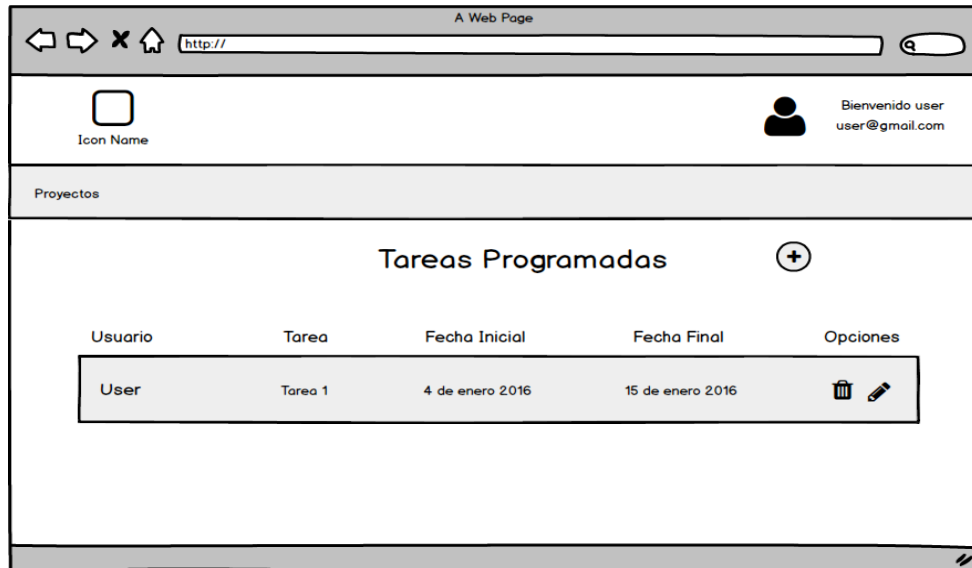 A Web Page
http://
Icon Name
Bienvenido user
user@gmail.com
Proyectos
Tareas Programadas
Usuario Tarea Fecha Inicial Fecha Final Opciones
User Tarea 1 4 de enero 2016 15 de enero 2016